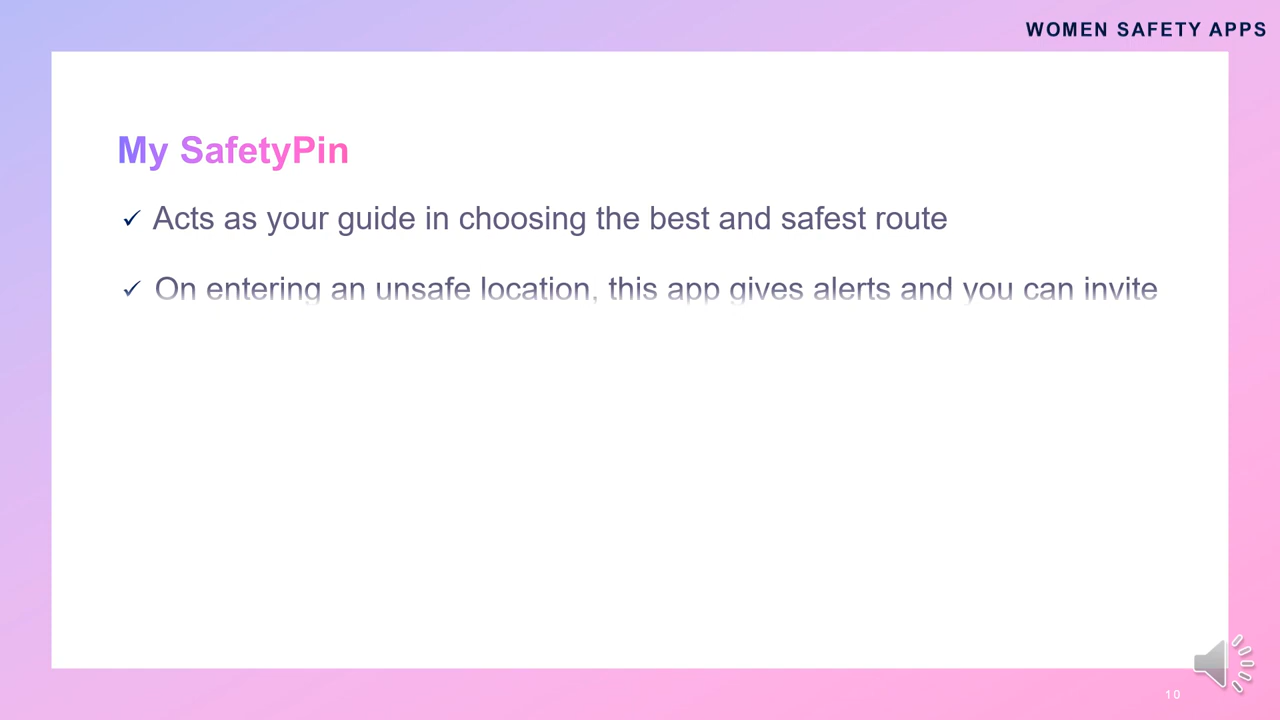 WOMEN SAFETY APPS
My SafetyPin
✓ Acts as your guide in choosing the best and safest route
✓ On entering an unsafe location, this app gives alerts and you can invite
10